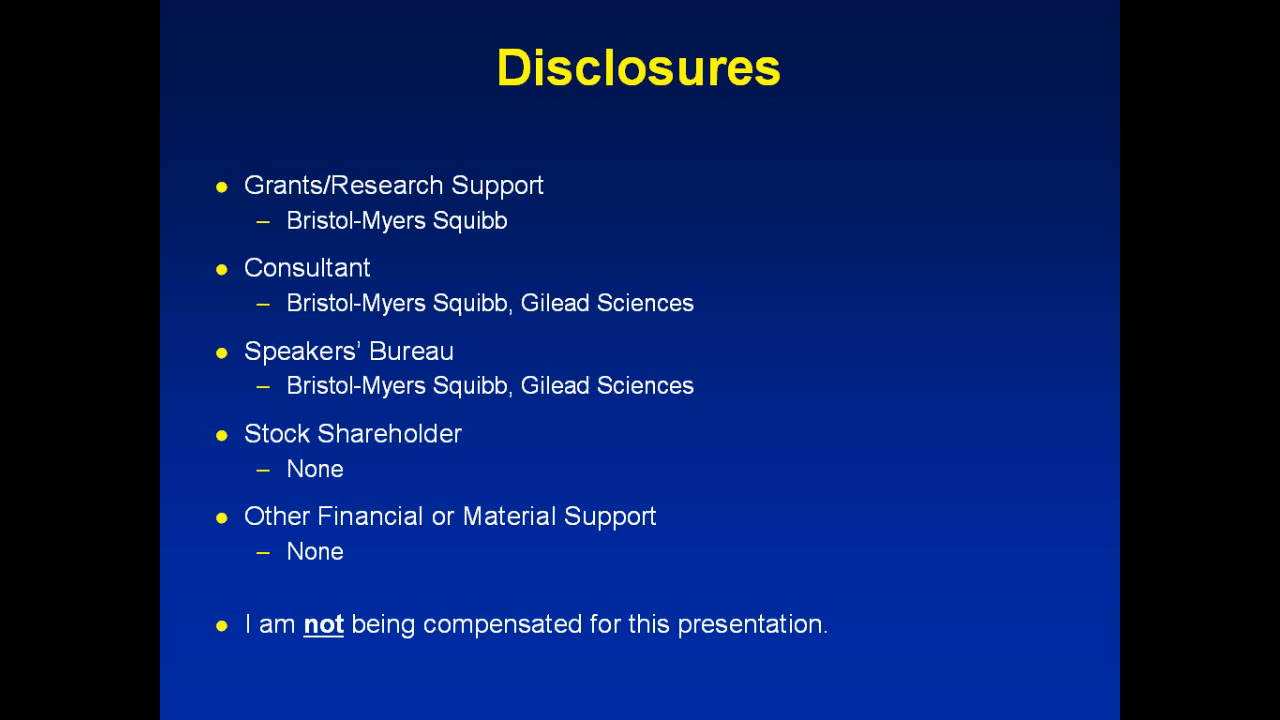 Disclosures
● Grants/Research Support
– Bristol-Myers Squibb
● Consultant
– Bristol-Myers Squibb, Gilead Sciences
● Speakers’ Bureau
– Bristol-Myers Squibb, Gilead Sciences
● Stock Shareholder
– None
● Other Financial or Material Support
– None
● I am not being compensated for this presentation.